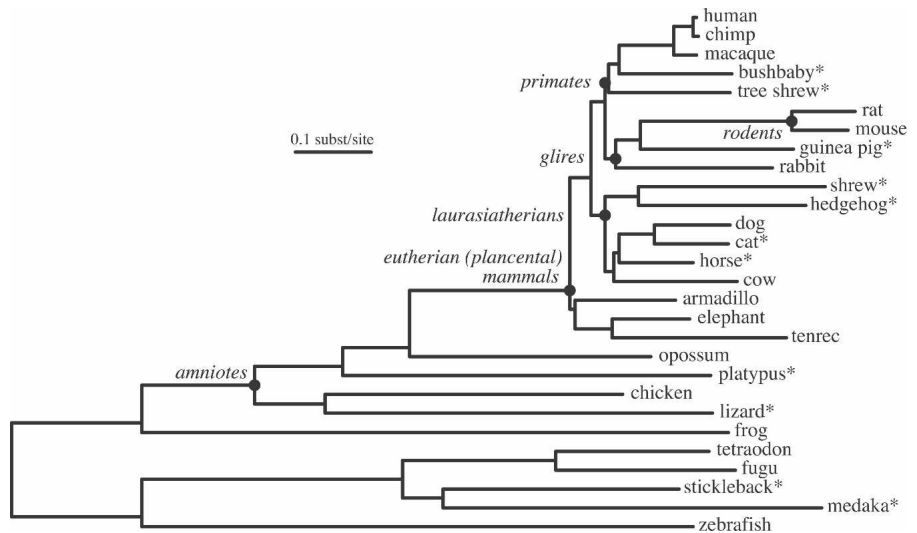 human
chimp
macaque
bushbaby*
primates
tree shrew*
rat
rodents
mouse
0.1 subst/site
guinea pig*
glires
rabbit
shrew*
hedgehog*
laurasiatherians
dog
cat*
eutherian (plancental)
mammals
horse*
cow
armadillo
elephant
tenrec
opossum
amniotes
platypus*
chicken
lizard*
frog
tetraodon
fugu
stickleback*
medaka*
zebrafish